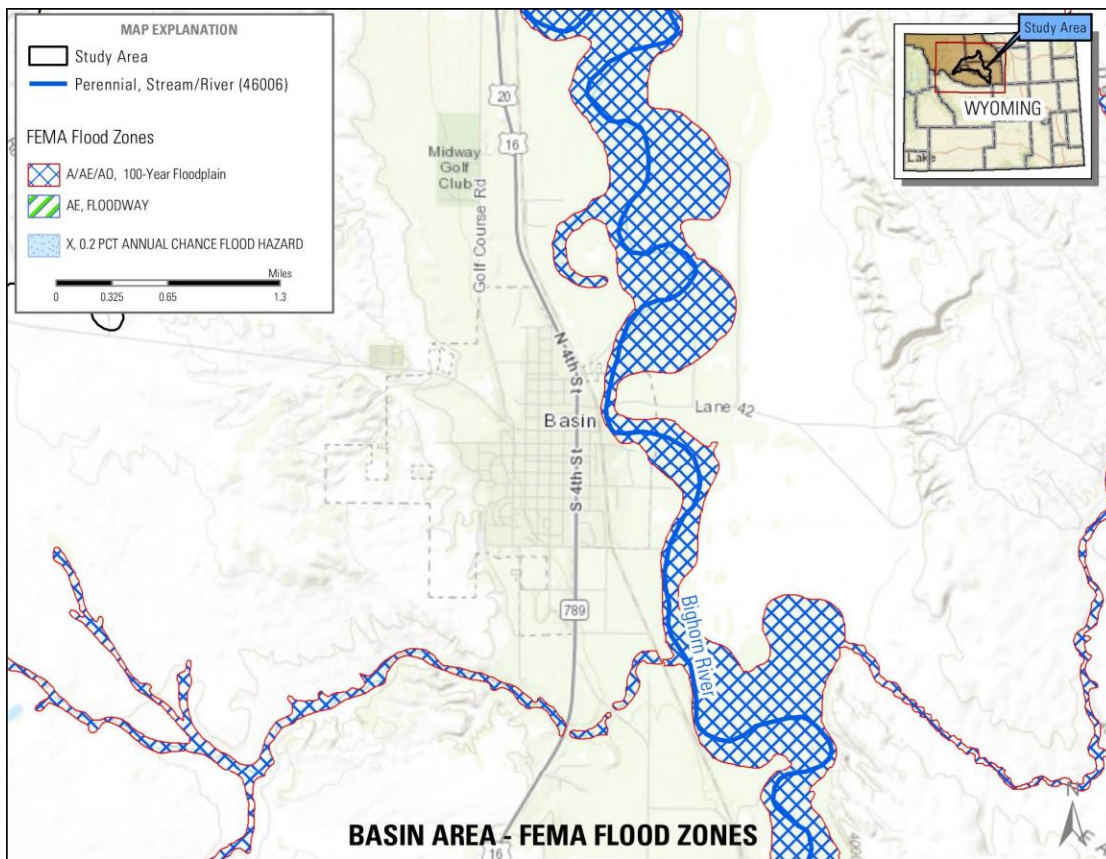 MAP EXPLANATION
Study Area
Perennial, Stream/River (46006)
FEMA Flood Zones
A/AE/AO, 100-Year Floodplain
AE, FLOODWAY
X, 0.2 PCT ANNUAL CHANCE FLOOD HAZARD
Miles
0 0.325 0.65 1.3
Study Area
WYOMING
Lake
20
16
Midway
Golf
Club
Golf Course Rd
N 4th St
Basin
Lane 42
S 4th St
789
Bighorn River
16
N
BASIN AREA - FEMA FLOOD ZONES